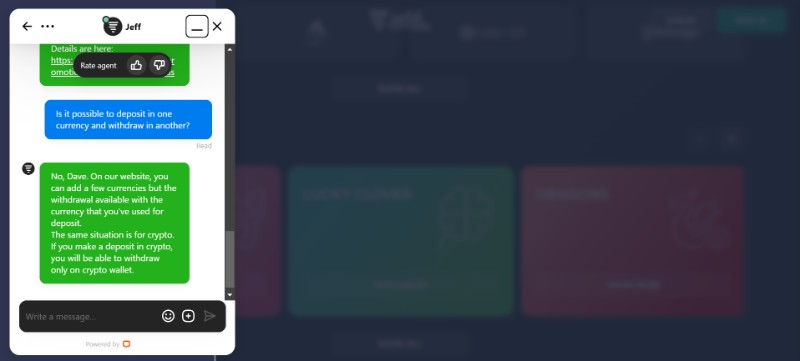 Jeff
Details are here:
https:
omoti
s
Rate agent
Is it possible to deposit in one
currency and withdraw in another?
Read
No, Dave. On our website, you
can add a few currencies but the
withdrawal available with the
currency that you've used for
deposit.
The same situation is for crypto.
If you make a deposit in crypto,
you will be able to withdraw
only on crypto wallet.
Write a message...
Powered by
LUCKY CLOVER